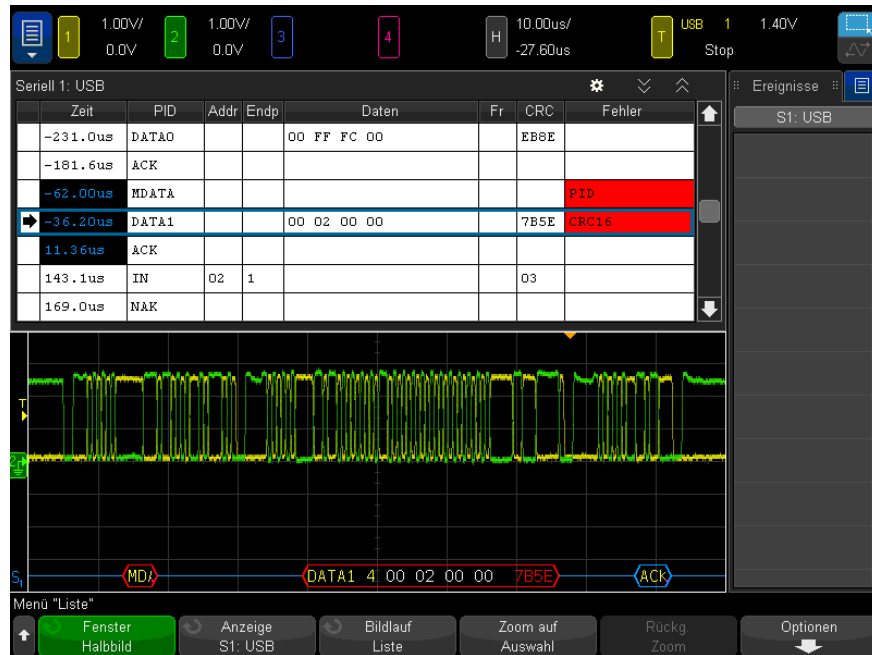 1 1.00V/ 0.0V 2 1.00V/ 0.0V 3 4 H 10.00us/ -27.60us T USB 1 1.40V Stop
Seriell 1: USB
Ereignisse
S1: USB
Zeit PID Addr Endp Daten Fr CRC Fehler
-231.0us DATA0 00 FF FC 00 EB8E
-181.6us ACK
-62.00us MDATA PID
-36.20us DATA1 00 02 00 00 7B5E CRC16
11.36us ACK
143.1us IN 02 1 03
169.0us NAK
T
2
S1 MDA DATA1 4 00 02 00 00 7B5E ACK
Menü "Liste"
Fenster Halbbild
Anzeige S1: USB
Bildlauf Liste
Zoom auf Auswahl
Rückg. Zoom
Optionen